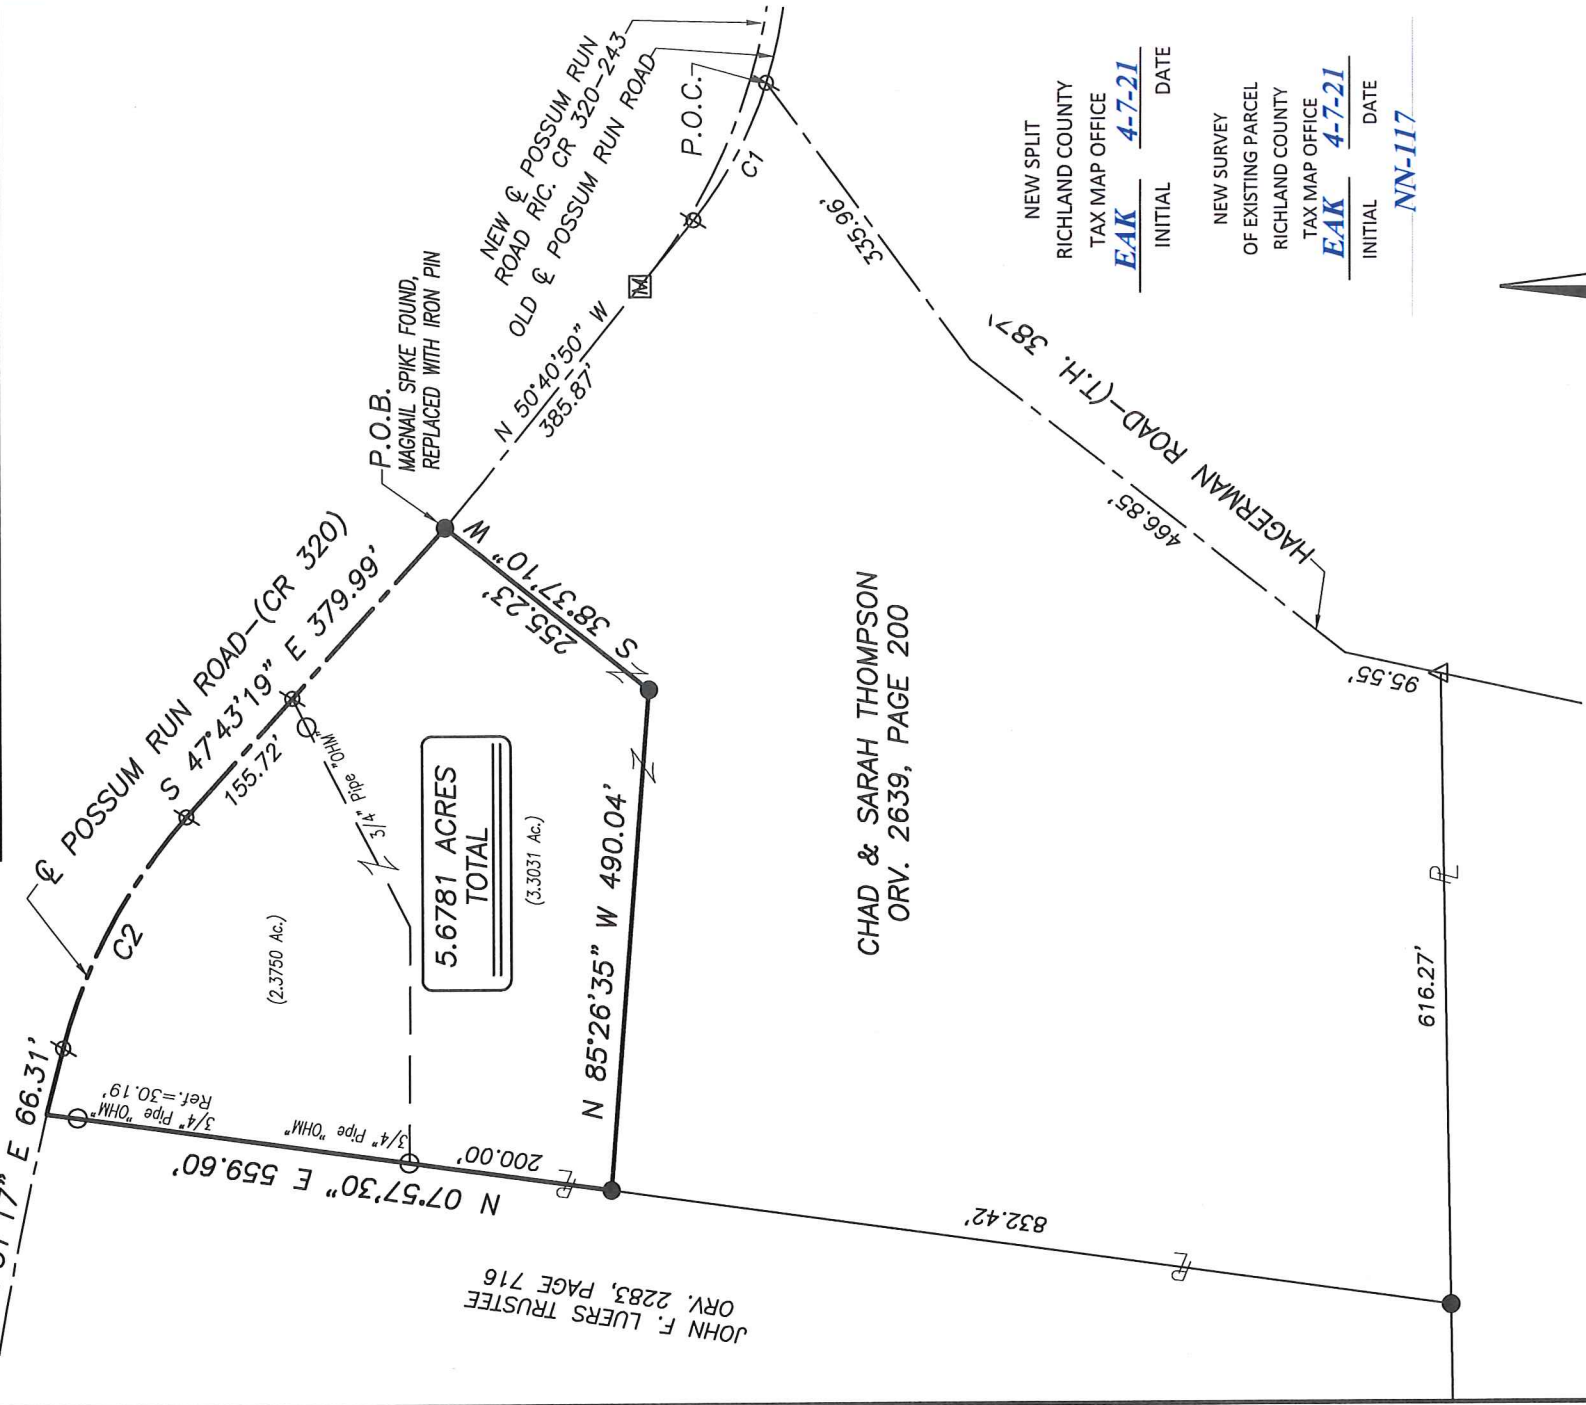 NEW ℄ POSSUM RUN
ROAD RIC. CR 320-243
OLD ℄ POSSUM RUN ROAD
P.O.C.
C1
335.96'
MAGNAIL SPIKE FOUND,
REPLACED WITH IRON PIN
P.O.B.
N 50°40'50" W
385.87'
℄ POSSUM RUN ROAD-(CR 320)
S 47°43'19" E 379.99'
155.72'
C2
S 38°37'10" W
255.23'
3/4" Pipe "OHM"
5.6781 ACRES
TOTAL
(3.3031 Ac.)
(2.3750 Ac.)
N 85°26'35" W 490.04'
17" E 66.31'
3/4" Pipe "OHM"
Ref.=30.19'
3/4" Pipe "OHM"
N 07°57'30" E 559.60'
200.00'
PL
832.42'
PL
JOHN F. LUERS TRUSTEE
ORV. 2283, PAGE 716
CHAD & SARAH THOMPSON
ORV. 2639, PAGE 200
HAGERMAN ROAD-(T.H. 387)
466.85'
95.55'
616.27'
PL
NEW SPLIT
RICHLAND COUNTY
TAX MAP OFFICE
EAK 4-7-21
INITIAL DATE
NEW SURVEY
OF EXISTING PARCEL
RICHLAND COUNTY
TAX MAP OFFICE
EAK 4-7-21
INITIAL DATE
NN-117